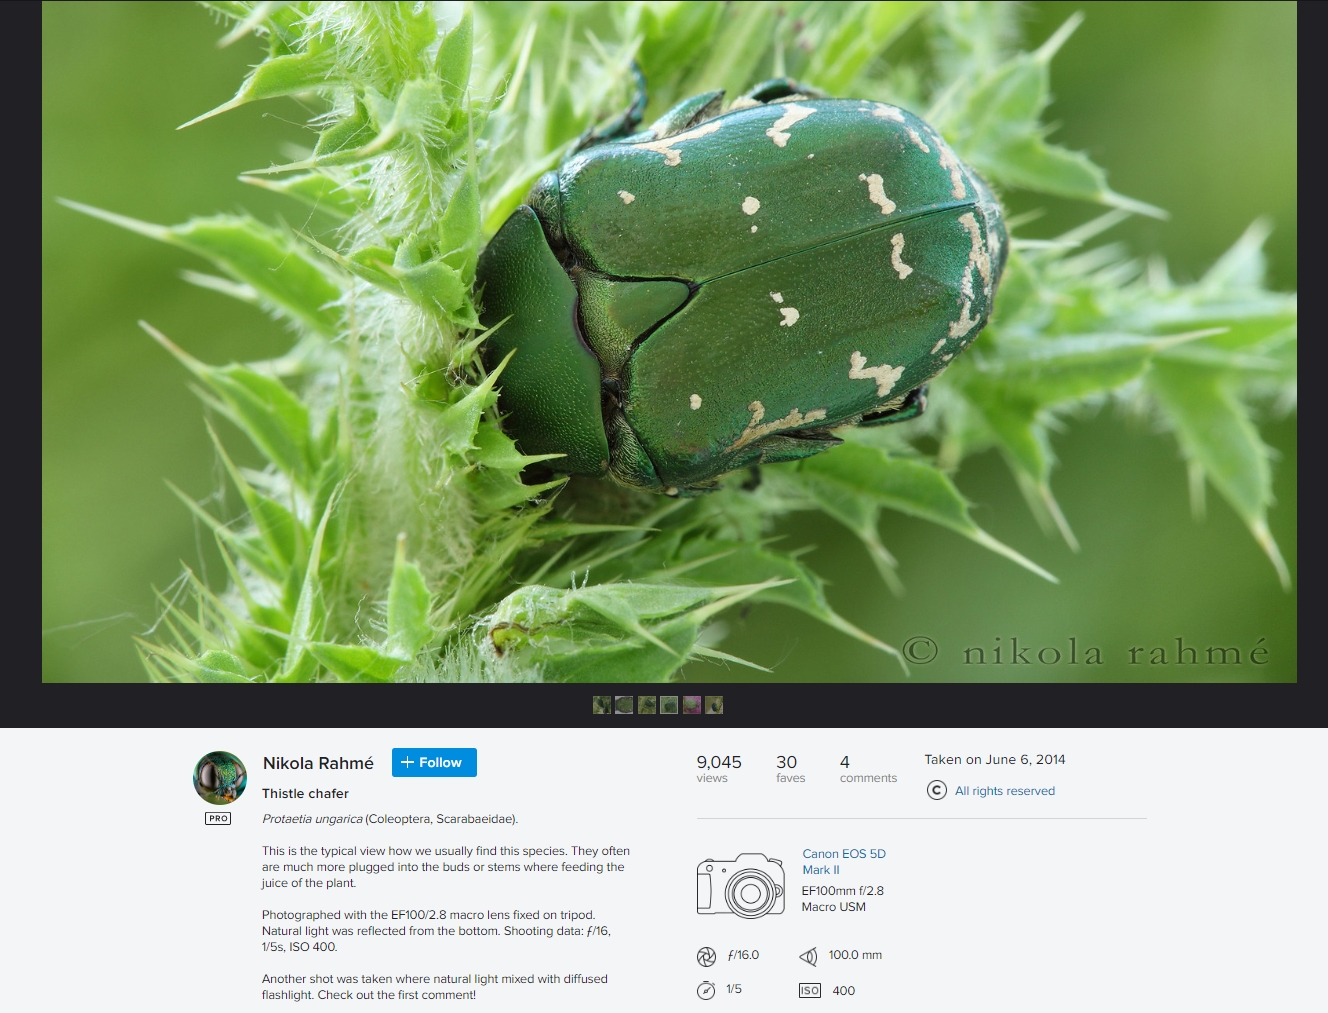 © nikola rahmé
Nikola Rahmé
+ Follow
PRO
Thistle chafer
Protaetia ungarica (Coleoptera, Scarabaeidae).
This is the typical view how we usually find this species. They often
are much more plugged into the buds or stems where feeding the
juice of the plant.
Photographed with the EF100/2.8 macro lens fixed on tripod.
Natural light was reflected from the bottom. Shooting data: ƒ/16,
1/5s, ISO 400.
Another shot was taken where natural light mixed with diffused
flashlight. Check out the first comment!
9,045
views
30
faves
4
comments
Taken on June 6, 2014
© All rights reserved
Canon EOS 5D
Mark II
EF100mm f/2.8
Macro USM
ƒ/16.0
100.0 mm
1/5
ISO 400